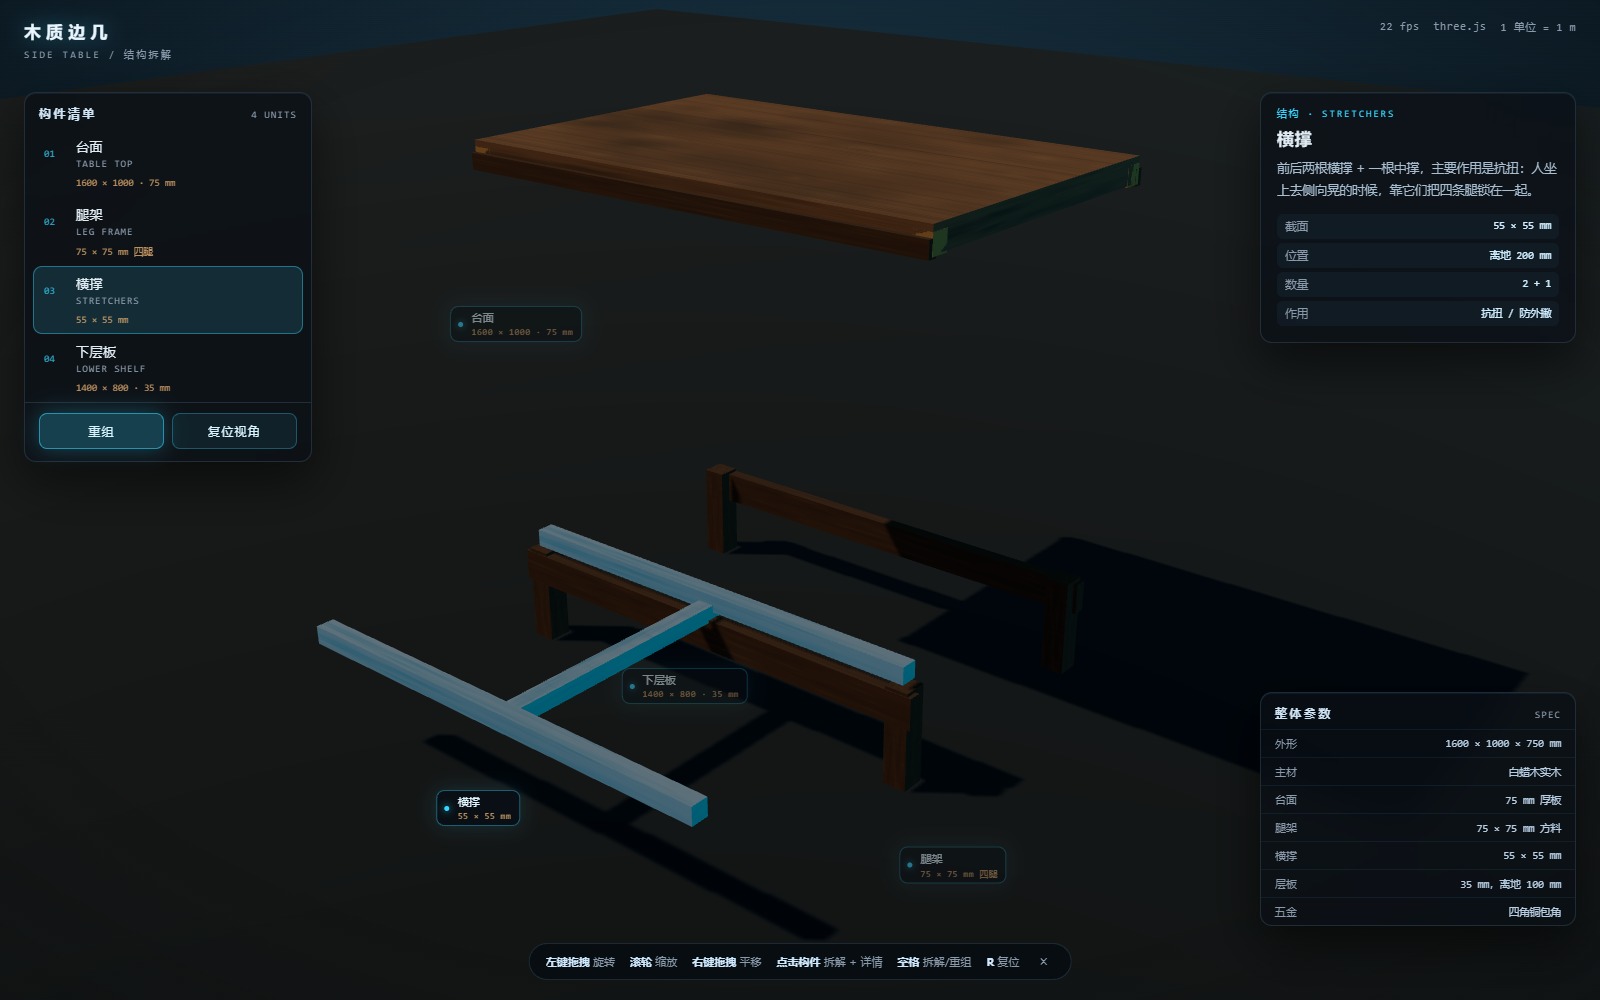 木质边几
SIDE TABLE / 结构拆解
22 fps three.js 1 单位 = 1 m
构件清单 4 UNITS
01 台面
TABLE TOP
1600 × 1000 · 75 mm
02 腿架
LEG FRAME
75 × 75 mm 四腿
03 横撑
STRETCHERS
55 × 55 mm
04 下层板
LOWER SHELF
1400 × 800 · 35 mm
重组 复位视角
结构 · STRETCHERS
横撑
前后两根横撑 + 一根中撑，主要作用是抗扭：人坐
上去侧向晃的时候，靠它们把四条腿锁在一起。
截面 55 × 55 mm
位置 离地 200 mm
数量 2 + 1
作用 抗扭 / 防外撇
台面
1600 × 1000 · 75 mm
下层板
1400 × 800 · 35 mm
横撑
55 × 55 mm
腿架
75 × 75 mm 四腿
整体参数 SPEC
外形 1600 × 1000 × 750 mm
主材 白蜡木实木
台面 75 mm 厚板
腿架 75 × 75 mm 方料
横撑 55 × 55 mm
层板 35 mm，离地 100 mm
五金 四角铜包角
左键拖拽 旋转 滚轮 缩放 右键拖拽 平移 点击构件 拆解 + 详情 空格 拆解/重组 R 复位 ×